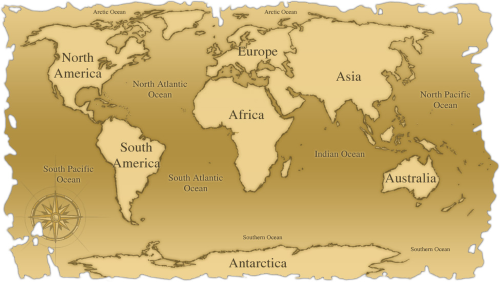 Arctic Ocean
Arctic Ocean
North
America
Europe
Asia
North Atlantic
Ocean
North Pacific
Ocean
Africa
South
America
Indian Ocean
South Pacific
Ocean
South Atlantic
Ocean
Australia
Southern Ocean
Southern Ocean
Antarctica